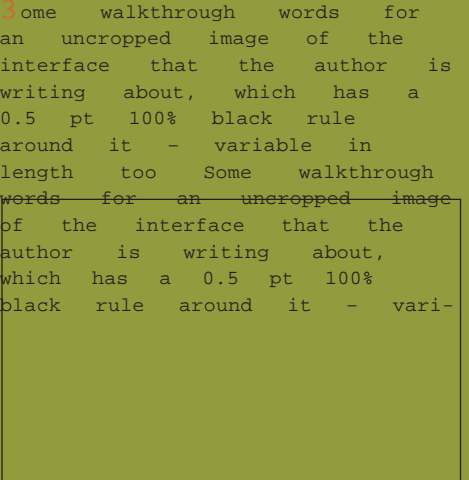 3ome walkthrough words for
an uncropped image of the
interface that the author is
writing about, which has a
0.5 pt 100% black rule
around it – variable in
length too Some walkthrough
words for an uncropped image
of the interface that the
author is writing about,
which has a 0.5 pt 100%
black rule around it – vari-